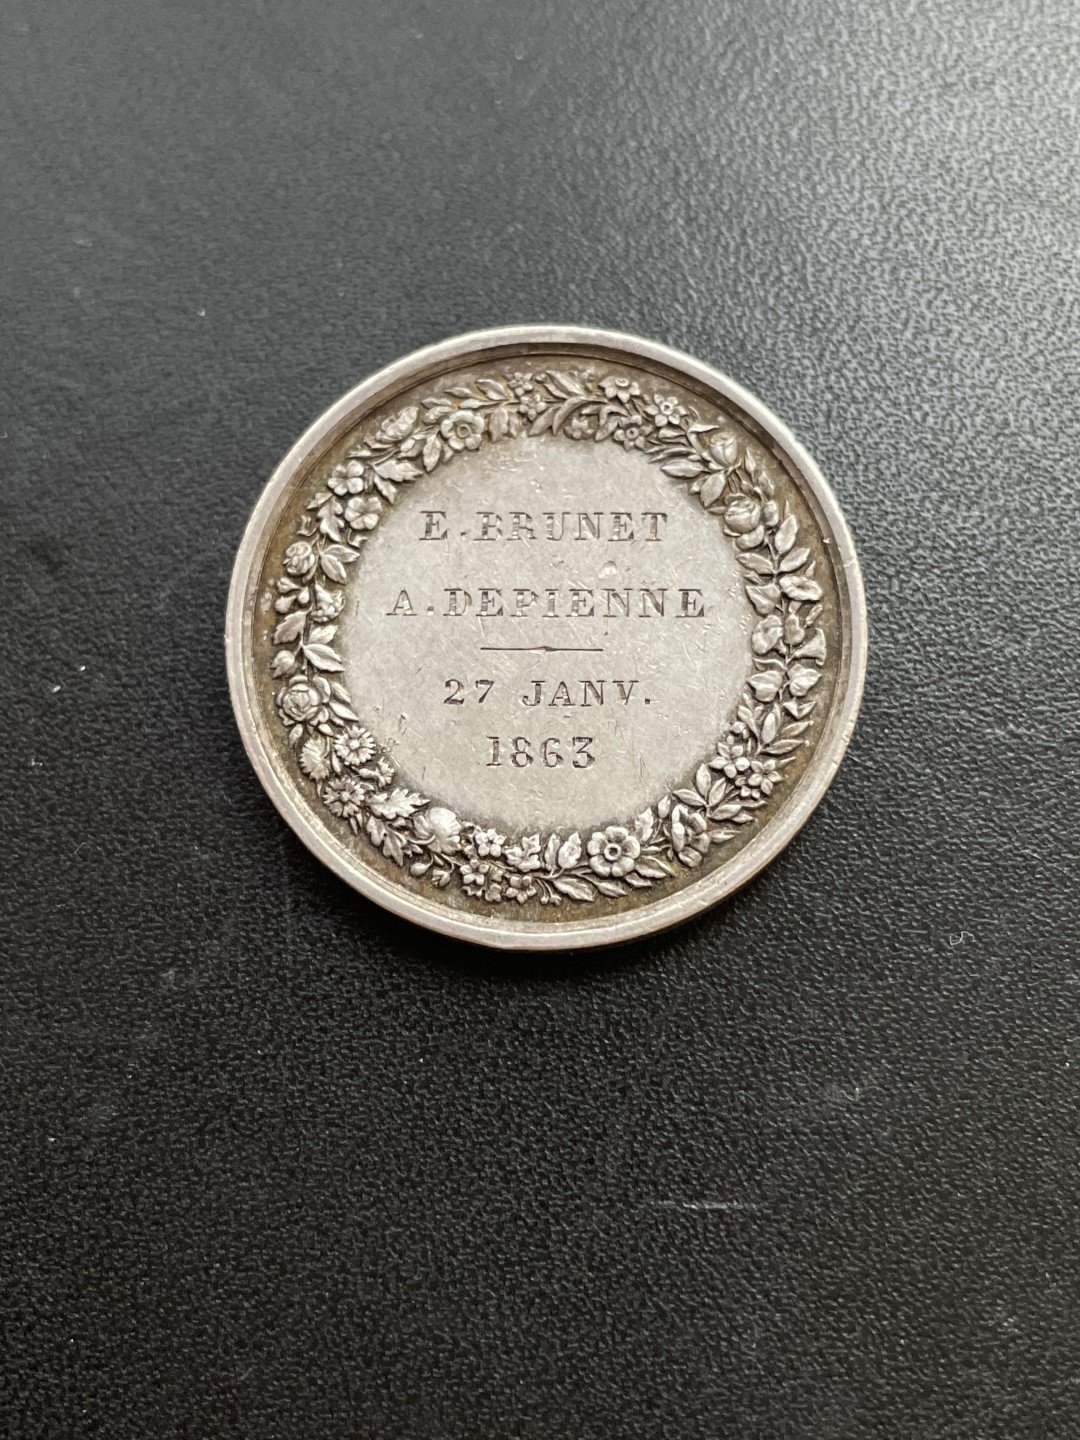 E.BRUNET
A.DEPIENNE
27 JANV.
1863